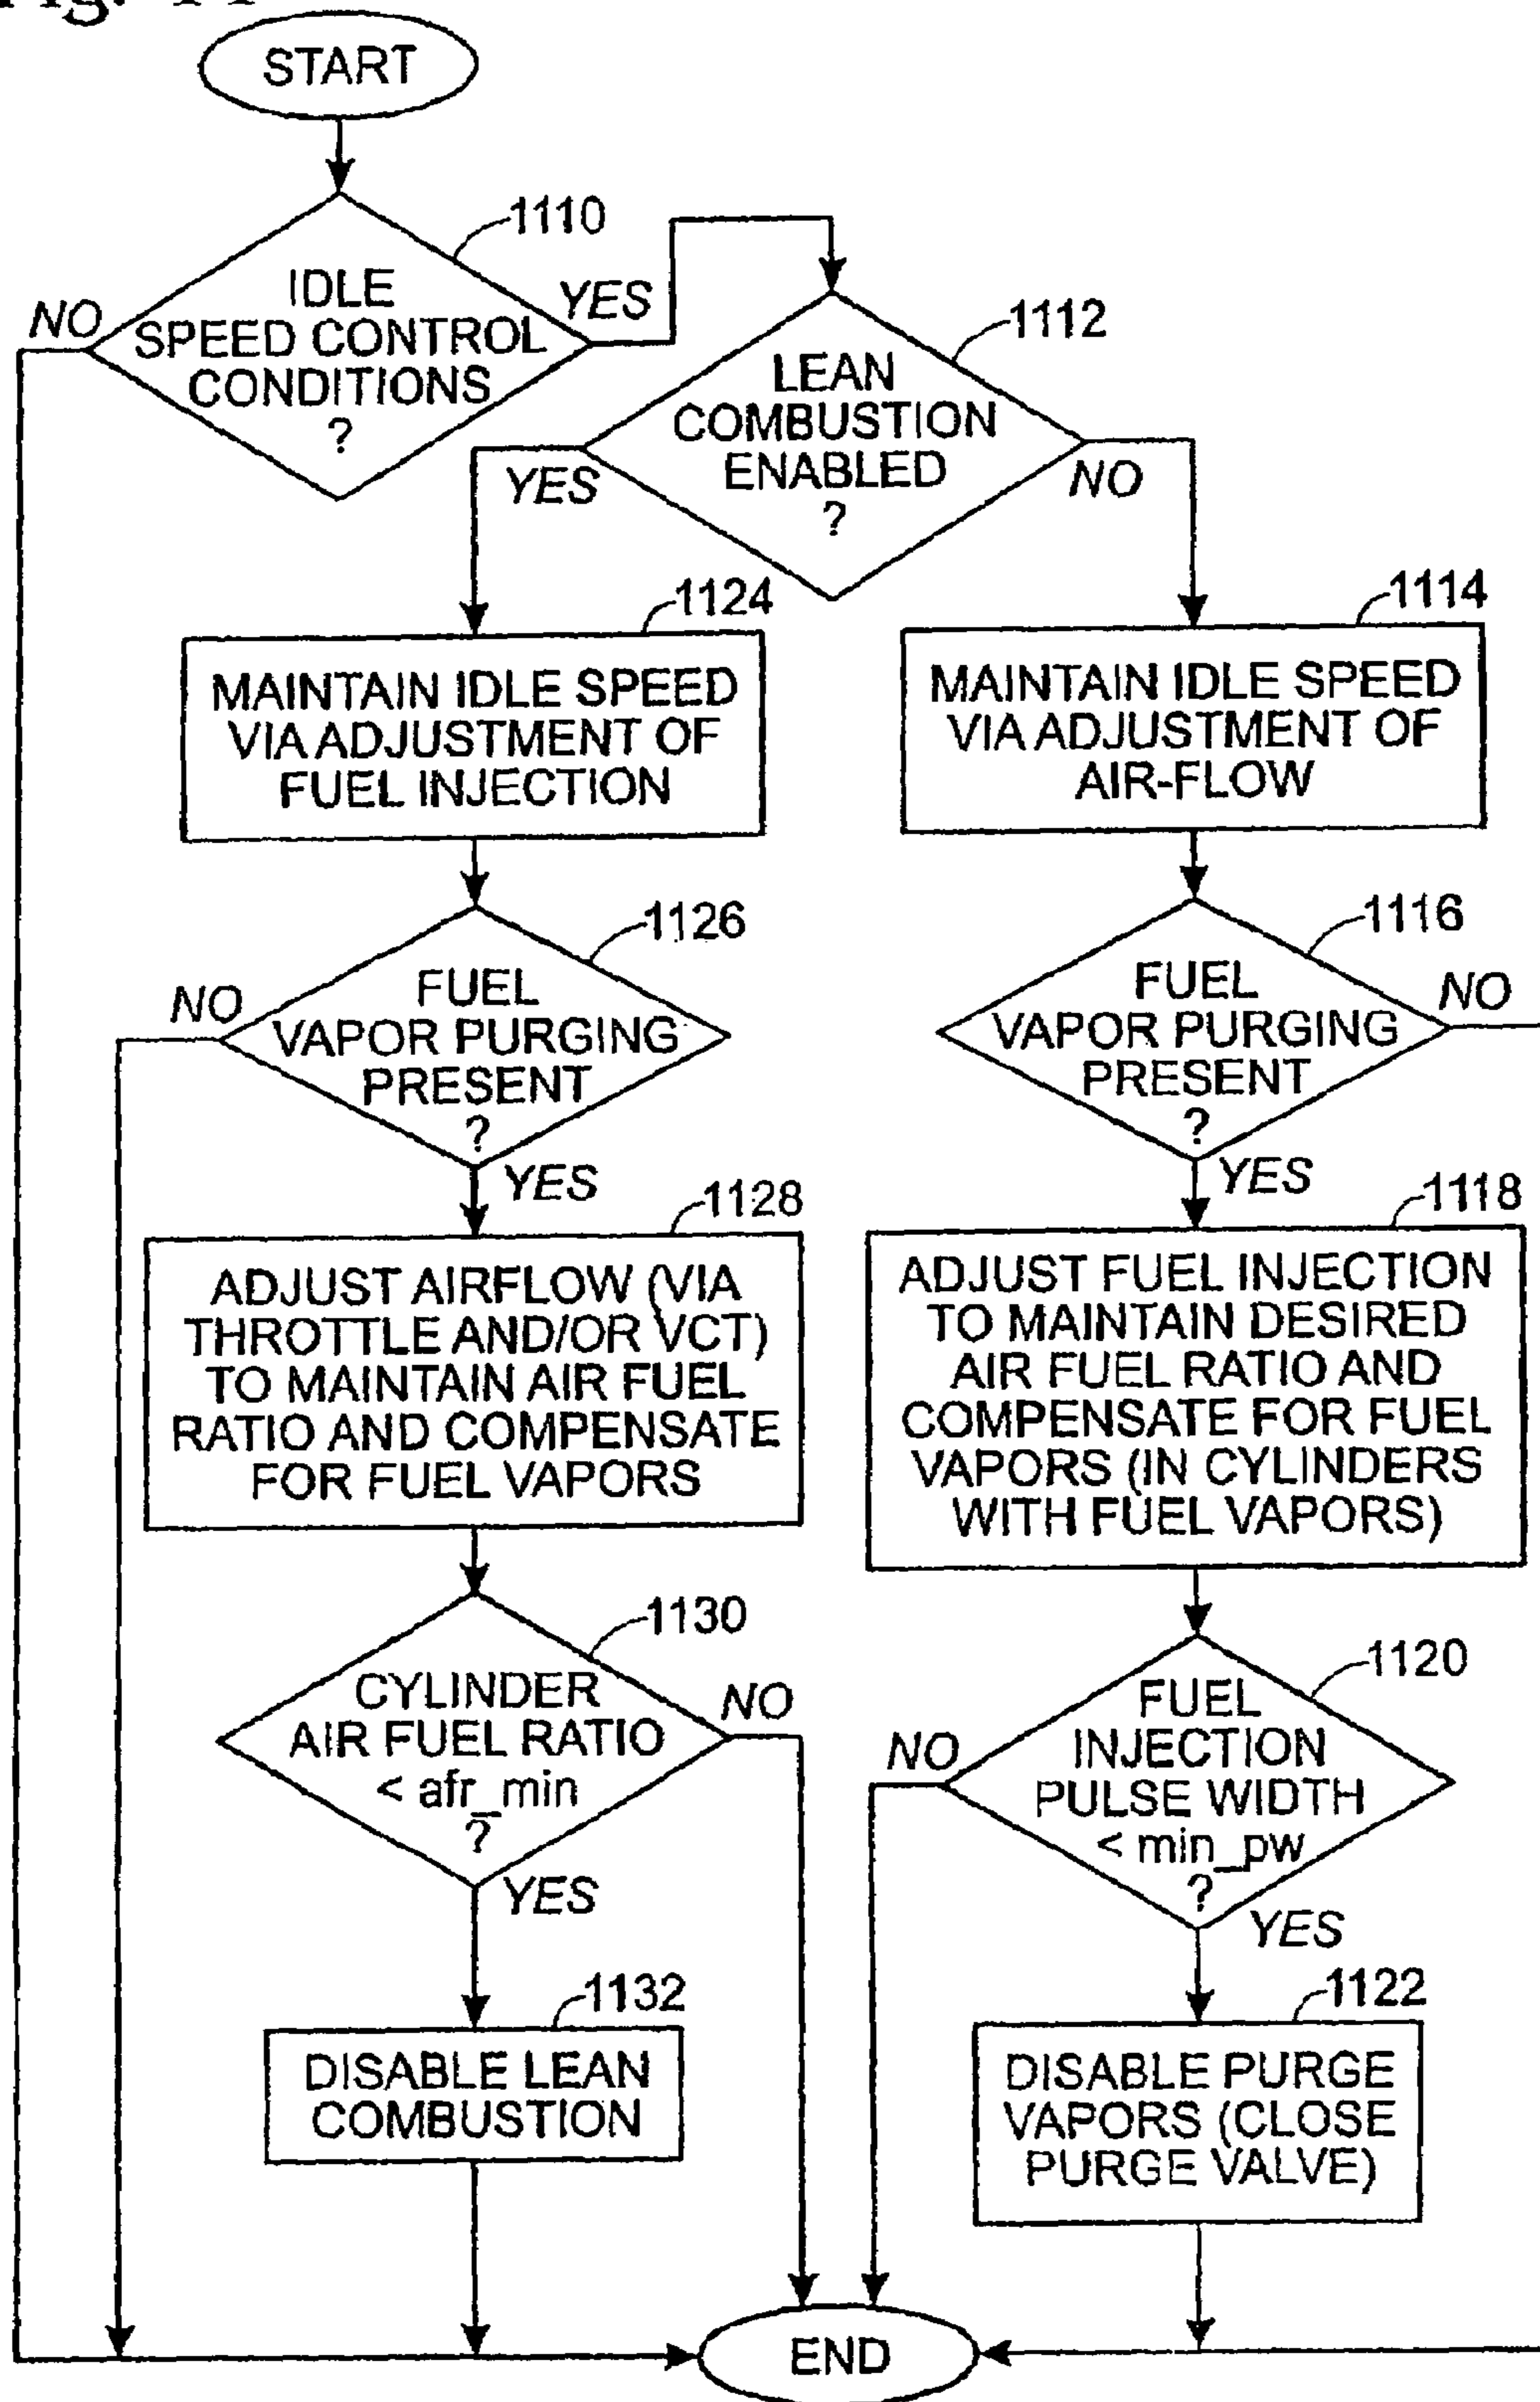 START
1110
IDLE
SPEED CONTROL
CONDITIONS
?
NO
YES
1112
LEAN
COMBUSTION
ENABLED
?
YES
NO
1124
MAINTAIN IDLE SPEED
VIA ADJUSTMENT OF
FUEL INJECTION
1114
MAINTAIN IDLE SPEED
VIA ADJUSTMENT OF
AIR-FLOW
1126
FUEL
VAPOR PURGING
PRESENT
?
NO
YES
1116
FUEL
VAPOR PURGING
PRESENT
?
NO
YES
1128
ADJUST AIRFLOW (VIA
THROTTLE AND/OR VCT)
TO MAINTAIN AIR FUEL
RATIO AND COMPENSATE
FOR FUEL VAPORS
1118
ADJUST FUEL INJECTION
TO MAINTAIN DESIRED
AIR FUEL RATIO AND
COMPENSATE FOR FUEL
VAPORS (IN CYLINDERS
WITH FUEL VAPORS)
1130
CYLINDER
AIR FUEL RATIO
< afr_min
?
NO
YES
1120
FUEL
INJECTION
PULSE WIDTH
< min_pw
?
NO
YES
1132
DISABLE LEAN
COMBUSTION
1122
DISABLE PURGE
VAPORS (CLOSE
PURGE VALVE)
END